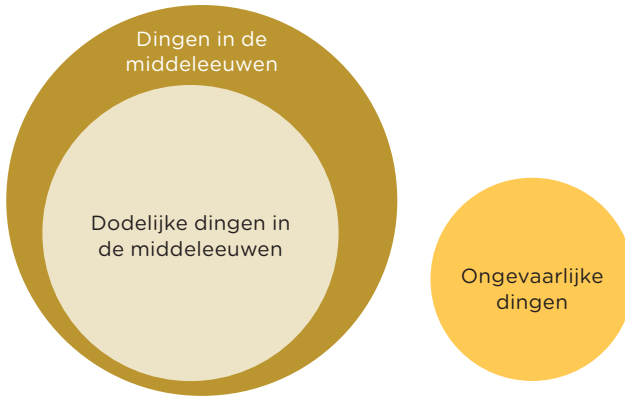 Dingen in de
middeleeuwen
Dodelijke dingen in
de middeleeuwen
Ongevaarlijke
dingen